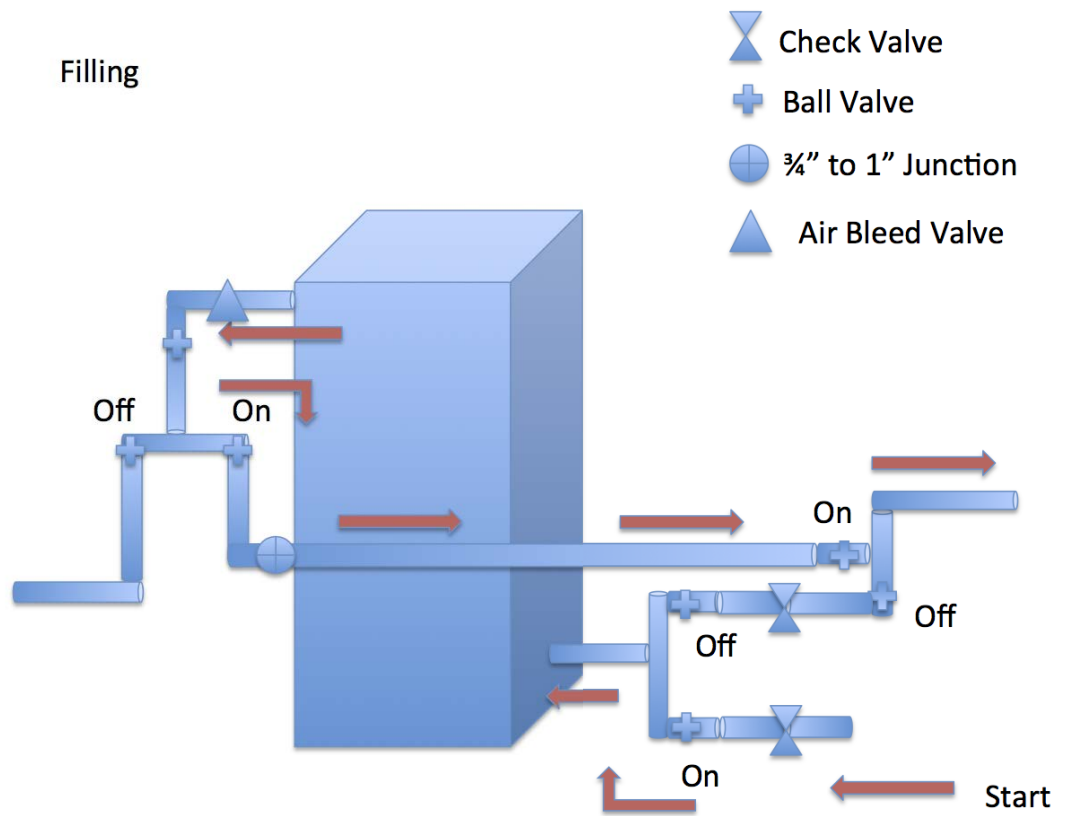 Filling
Check Valve
Ball Valve
¾” to 1” Junction
Air Bleed Valve
Off
On
On
Off
Off
On
Start